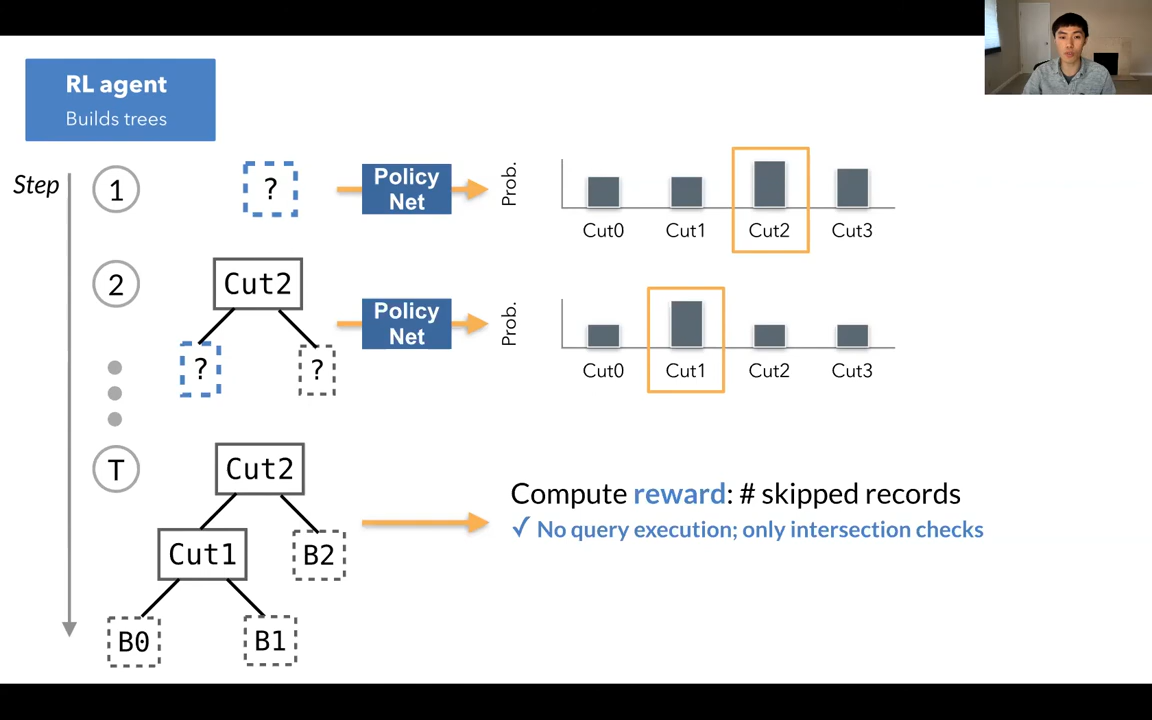 RL agent
Builds trees
Step
1
?
Policy
Net
Prob.
Cut0 Cut1 Cut2 Cut3
2
Cut2
? ?
Policy
Net
Prob.
Cut0 Cut1 Cut2 Cut3
T
Cut2
Cut1 B2
B0 B1
Compute reward: # skipped records
✓ No query execution; only intersection checks